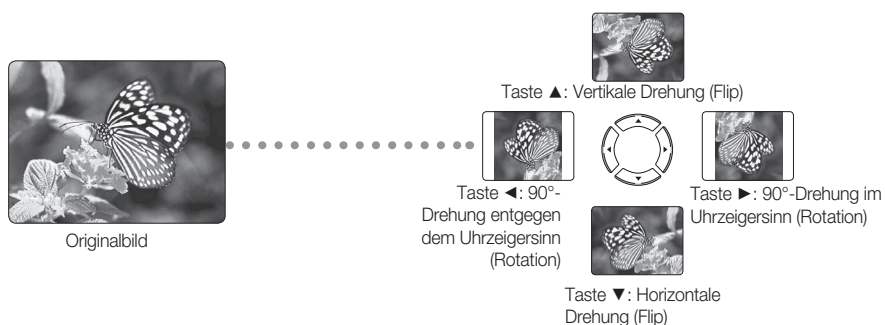 Taste ▲: Vertikale Drehung (Flip)
Originalbild
Taste ◄: 90°-
Drehung entgegen
dem Uhrzeigersinn
(Rotation)
Taste ►: 90°-Drehung im
Uhrzeigersinn (Rotation)
Taste ▼: Horizontale
Drehung (Flip)